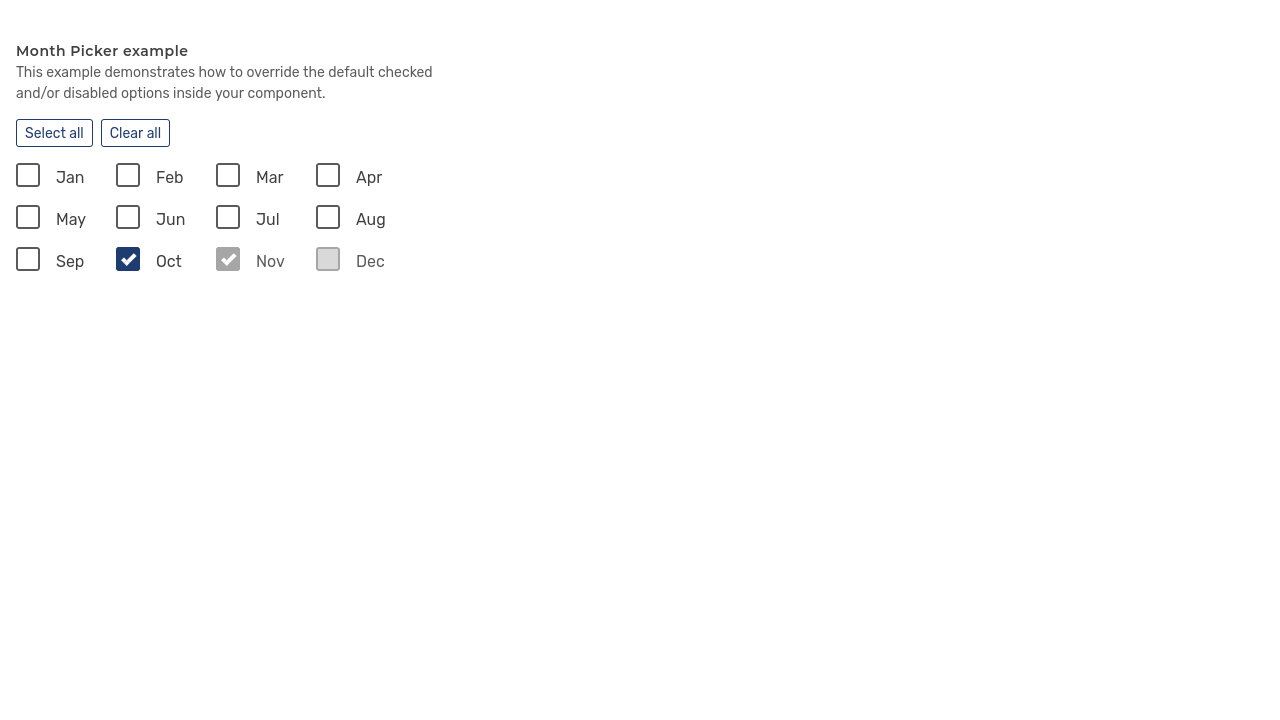 Month Picker example
This example demonstrates how to override the default checked
and/or disabled options inside your component.
Select all Clear all
Jan Feb Mar Apr
May Jun Jul Aug
Sep Oct Nov Dec